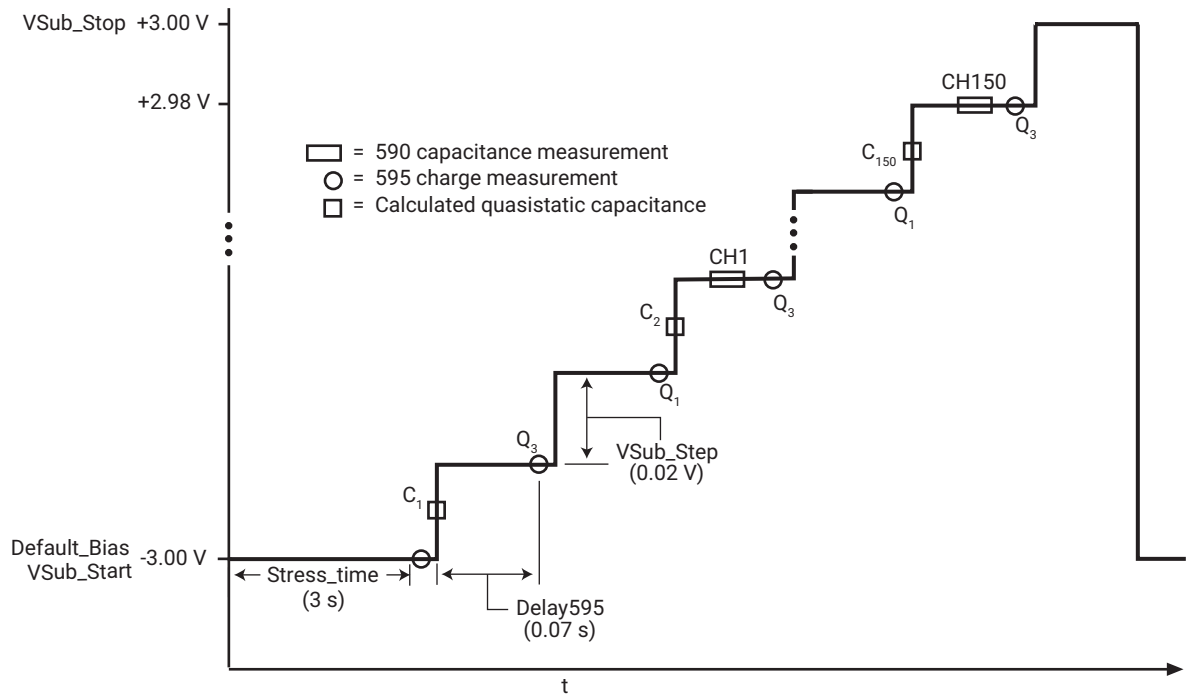 VSub_Stop +3.00 V
+2.98 V
CH150
Q3
C150
Q1
= 590 capacitance measurement
= 595 charge measurement
= Calculated quasistatic capacitance
CH1
Q3
C2
Q1
VSub_Step
(0.02 V)
Q3
C1
Default_Bias
VSub_Start
-3.00 V
Stress_time
(3 s)
Delay595
(0.07 s)
t